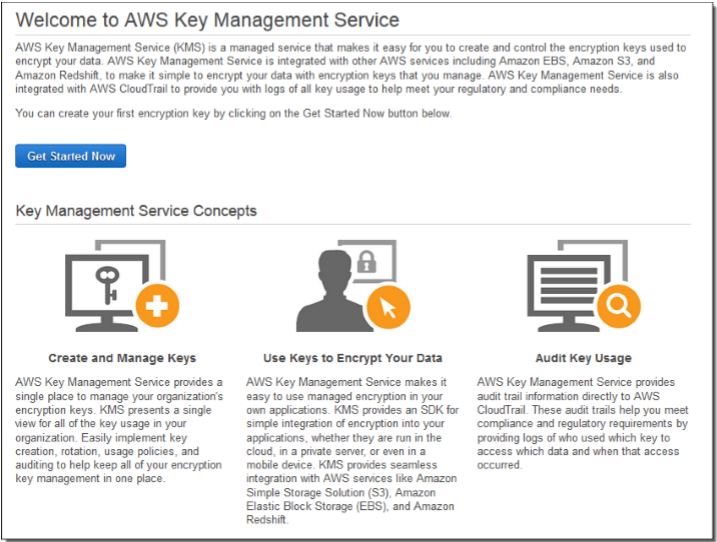 Welcome to AWS Key Management Service
AWS Key Management Service (KMS) is a managed service that makes it easy for you to create and control the encryption keys used to
encrypt your data. AWS Key Management Service is integrated with other AWS services including Amazon EBS, Amazon S3, and
Amazon Redshift, to make it simple to encrypt your data with encryption keys that you manage. AWS Key Management Service is also
integrated with AWS CloudTrail to provide you with logs of all key usage to help meet your regulatory and compliance needs.
You can create your first encryption key by clicking on the Get Started Now button below.
Get Started Now
Key Management Service Concepts
Create and Manage Keys
AWS Key Management Service provides a
single place to manage your organization's
encryption keys. KMS presents a single
view for all of the key usage in your
organization. Easily implement key
creation, rotation, usage policies, and
auditing to help keep all of your encryption
key management in one place.
Use Keys to Encrypt Your Data
AWS Key Management Service makes it
easy to use managed encryption in your
own applications. KMS provides an SDK for
simple integration of encryption into your
applications, whether they are run in the
cloud, in a private server, or even in a
mobile device. KMS provides seamless
integration with AWS services like Amazon
Simple Storage Solution (S3), Amazon
Elastic Block Storage (EBS), and Amazon
Redshift.
Audit Key Usage
AWS Key Management Service provides
audit trail information directly to AWS
CloudTrail. These audit trails help you meet
compliance and regulatory requirements by
providing logs of who used which key to
access which data and when that access
occurred.